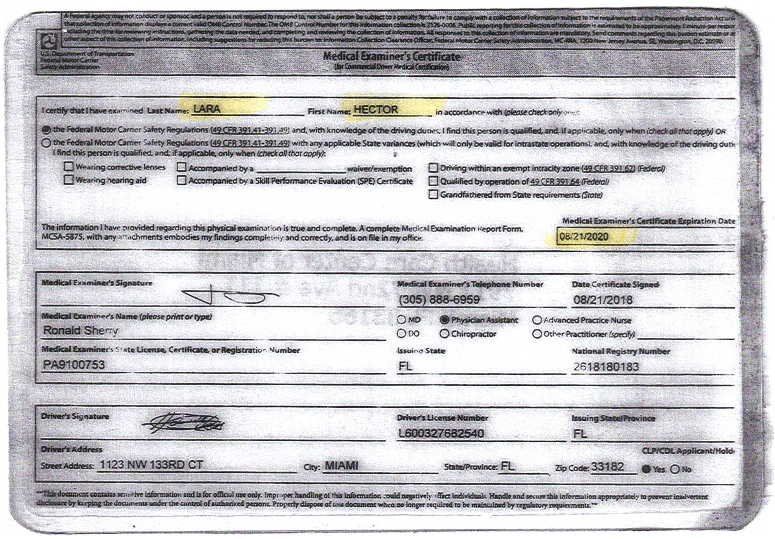 A Federal agency may not conduct or sponsor, and a person is not required to respond to, nor shall a person be subject to a penalty for failure to comply with a collection of information subject to the requirements of the Paperwork Reduction Act unless
that collection of information displays a current valid OMB Control Number. The OMB Control Number for this information collection is 2126-0006. Public reporting for this collection of information is estimated to be approximately 1 minute per
including the time for reviewing instructions, gathering the data needed, and completing and reviewing the collection of information. All responses to this collection of information are mandatory. Send comments regarding this burden estimate or any
other aspect of this collection of information, including suggestions for reducing this burden to: Information Collection Clearance Officer, Federal Motor Carrier Safety Administration, MC-RRA, 1200 New Jersey Avenue, SE, Washington, D.C. 20590.
Department of Transportation
Federal Motor Carrier
Safety Administration
Medical Examiner's Certificate
(for Commercial Driver Medical Certification)
I certify that I have examined Last Name: LARA First Name: HECTOR in accordance with (please check only one):
the Federal Motor Carrier Safety Regulations (49 CFR 391.41-391.49) and, with knowledge of the driving duties, I find this person is qualified, and, if applicable, only when (check all that apply) OR
the Federal Motor Carrier Safety Regulations (49 CFR 391.41-391.49) with any applicable State variances (which will only be valid for intrastate operations), and, with knowledge of the driving
I find this person is qualified, and, if applicable, only when (check all that apply):
Wearing corrective lenses Accompanied by a waiver/exemption Driving within an exempt intracity zone (49 CFR 391.62) (Federal)
Wearing hearing aid Accompanied by a Skill Performance Evaluation (SPE) Certificate Qualified by operation of 49 CFR 391.64 (Federal)
Grandfathered from State requirements (State)
The information I have provided regarding this physical examination is true and complete. A complete Medical Examination Report Form,
MCSA-5875, with any attachments embodies my findings completely and correctly, and is on file in my office.
Medical Examiner's Certificate Expiration Date
08/21/2020
Medical Examiner's Signature Medical Examiner's Telephone Number Date Certificate Signed
(305) 888-6959 08/21/2018
Medical Examiner's Name (please print or type) MD Physician Assistant Advanced Practice Nurse
Ronald Sherry DO Chiropractor Other Practitioner (specify)
Medical Examiner's State License, Certificate, or Registration Number Issuing State National Registry Number
PA9100753 FL 2618180183
Driver's Signature Driver's License Number Issuing State/Province
L600327682540 FL
Driver's Address CLP/CDL Applicant/Hold
Street Address: 1123 NW 133RD CT City: MIAMI State/Province: FL Zip Code: 33182 Yes No
**This document contains sensitive information and is for official use only. Improper handling of this information could negatively affect individuals. Handle and secure this information appropriately to prevent inadvertent
disclosure by keeping the documents under the control of authorized persons. Properly dispose of this document when no longer required to be maintained by regulatory requirements.**